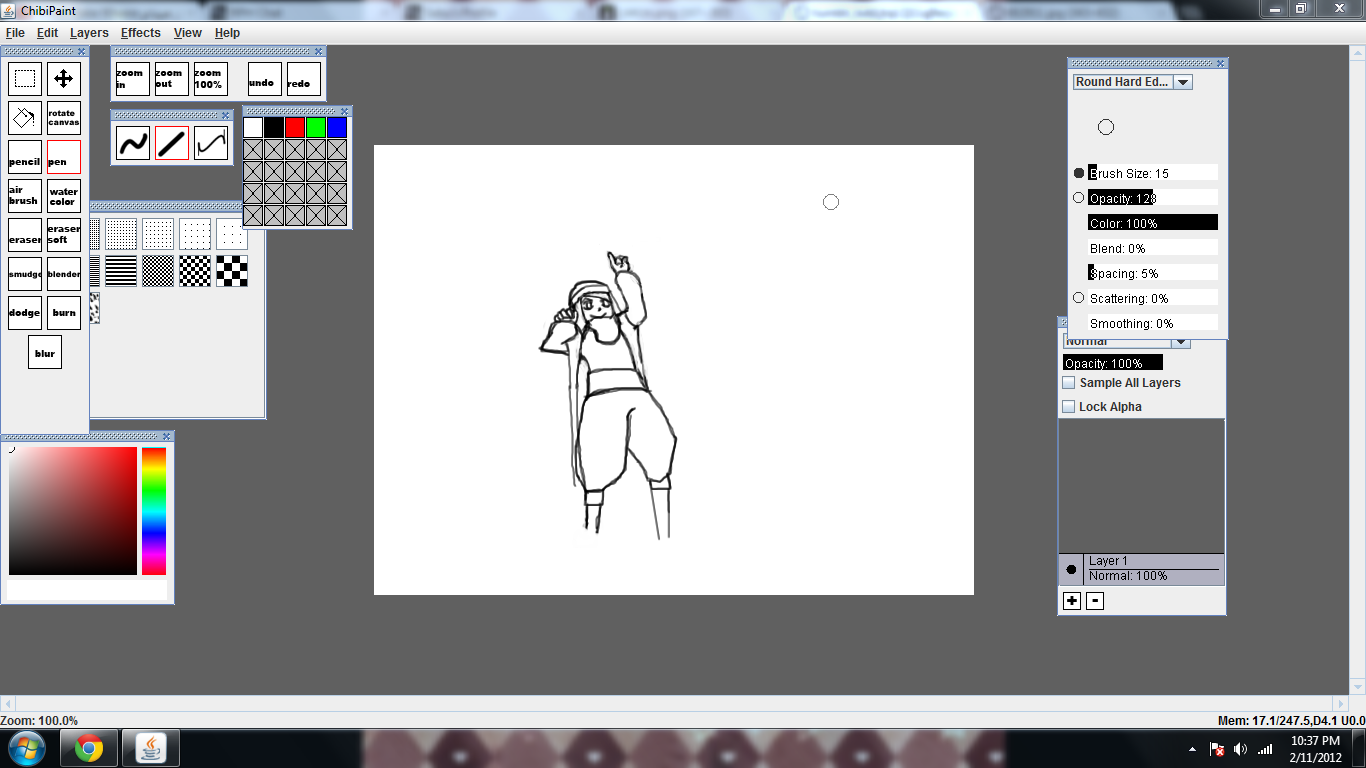 ChibiPaint
File Edit Layers Effects View Help
zoom in
zoom out
zoom 100%
undo
redo
rotate canvas
pencil
pen
air brush
water color
eraser
eraser soft
smudge
blender
dodge
burn
blur
Round Hard Ed...
Brush Size: 15
Opacity: 128
Color: 100%
Blend: 0%
Spacing: 5%
Scattering: 0%
Smoothing: 0%
Normal
Opacity: 100%
Sample All Layers
Lock Alpha
Layer 1
Normal: 100%
+ -
Zoom: 100.0%
Mem: 17.1/247.5,D4.1 U0.0
10:37 PM
2/11/2012